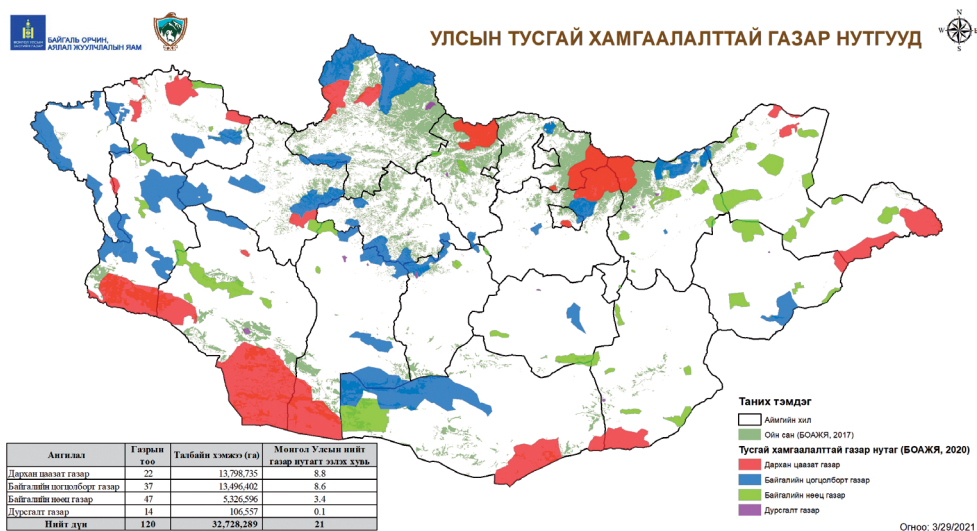 БАЙГАЛЬ ОРЧИН,
АЯЛАЛ ЖУУЛЧЛАЛЫН ЯАМ
УЛСЫН ТУСГАЙ ХАМГААЛАЛТТАЙ ГАЗАР НУТГУУД
N
W E
S
Таних тэмдэг
Аймгийн хил
Ойн сан (БОАЖЯ, 2017)
Тусгай хамгаалалттай газар нутаг (БОАЖЯ, 2020)
Дархан цаазат газар
Байгалийн цогцолборт газар
Байгалийн нөөц газар
Дурсгалт газар
Ангилал Газрын тоо Талбайн хэмжээ (га) Монгол Улсын нийт газар нутагт эзлэх хувь
Дархан цаазат газар 22 13,798,735 8.8
Байгалийн цогцолборт газар 37 13,496,402 8.6
Байгалийн нөөц газар 47 5,326,596 3.4
Дурсгалт газар 14 106,557 0.1
Нийт дүн 120 32,728,289 21
Огноо: 3/29/2021